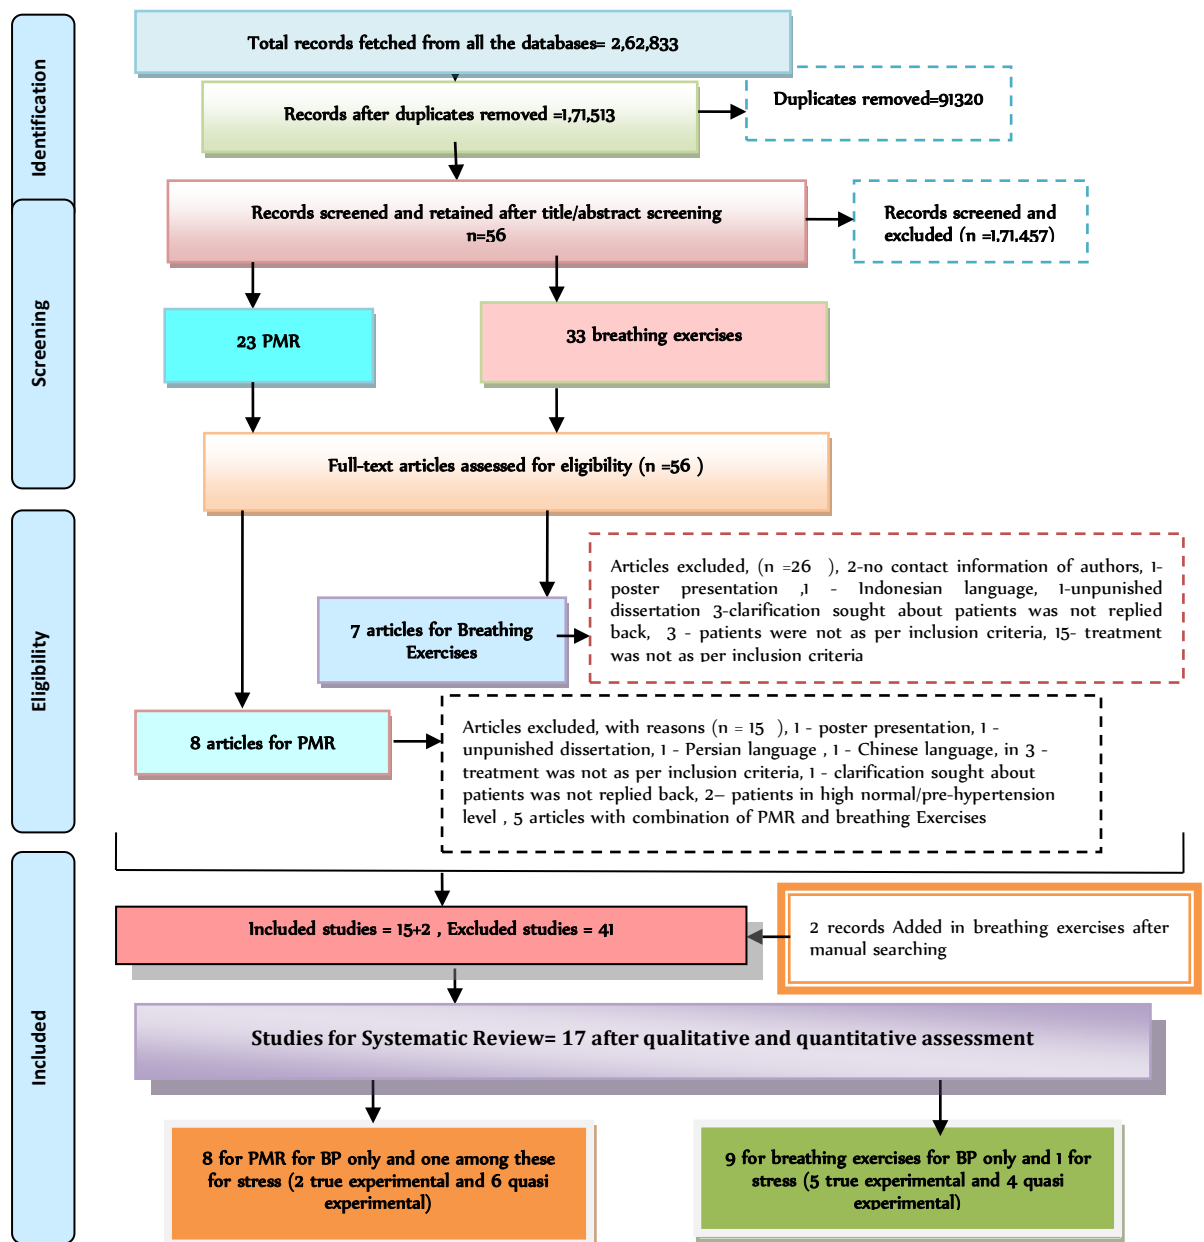 Identification
Total records fetched from all the databases= 2,62,833
Records after duplicates removed =1,71,513
Duplicates removed=91320
Screening
Records screened and retained after title/abstract screening
n=56
Records screened and
excluded (n =1,71,457)
23 PMR
33 breathing exercises
Full-text articles assessed for eligibility (n =56 )
Eligibility
7 articles for Breathing
Exercises
Articles excluded, (n =26 ), 2-no contact information of authors, 1-
poster presentation ,1 - Indonesian language, 1-unpunished
dissertation 3-clarification sought about patients was not replied
back, 3 - patients were not as per inclusion criteria, 15- treatment
was not as per inclusion criteria
8 articles for PMR
Articles excluded, with reasons (n = 15 ), 1 - poster presentation, 1 -
unpunished dissertation, 1 - Persian language , 1 - Chinese language, in 3 -
treatment was not as per inclusion criteria, 1 - clarification sought about
patients was not replied back, 2– patients in high normal/pre-hypertension
level , 5 articles with combination of PMR and breathing Exercises
Included
Included studies = 15+2 , Excluded studies = 41
2 records Added in breathing exercises after
manual searching
Studies for Systematic Review= 17 after qualitative and quantitative assessment
8 for PMR for BP only and one among these
for stress (2 true experimental and 6 quasi
experimental)
9 for breathing exercises for BP only and 1 for
stress (5 true experimental and 4 quasi
experimental)